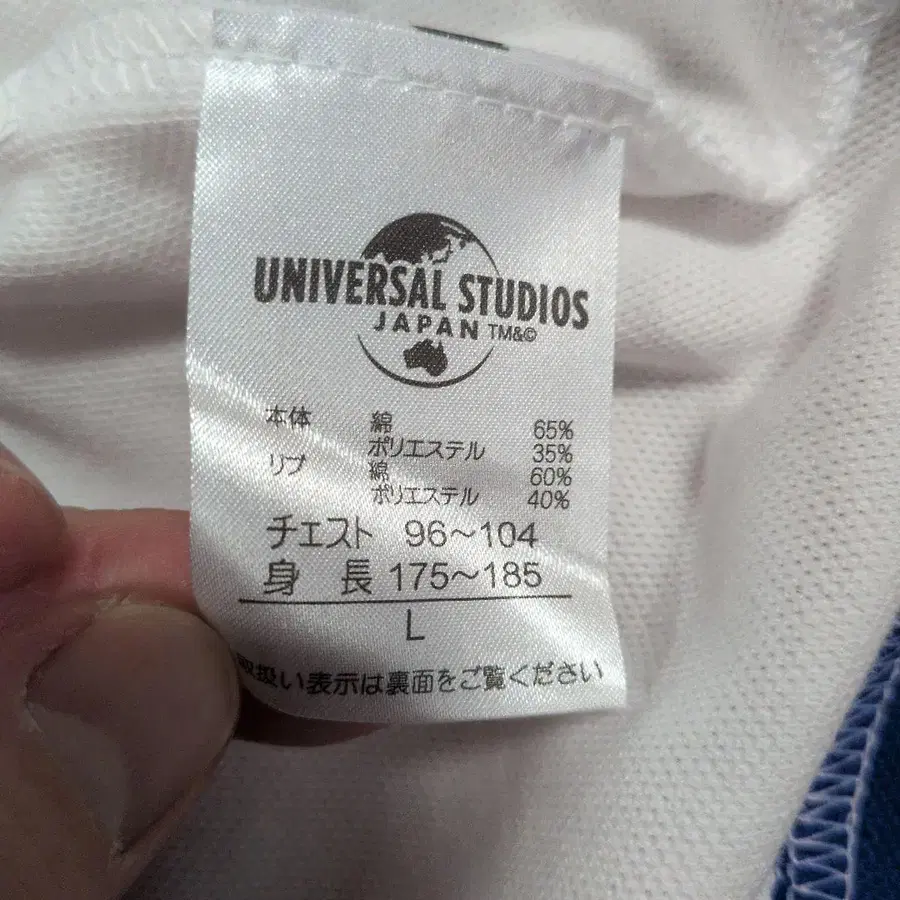 UNIVERSAL STUDIOS
JAPAN TM&©
本体 綿 65%
ポリエステル 35%
リブ 綿 60%
ポリエステル 40%
チェスト 96～104
身 長 175～185
L
取扱い表示は裏面をご覧ください